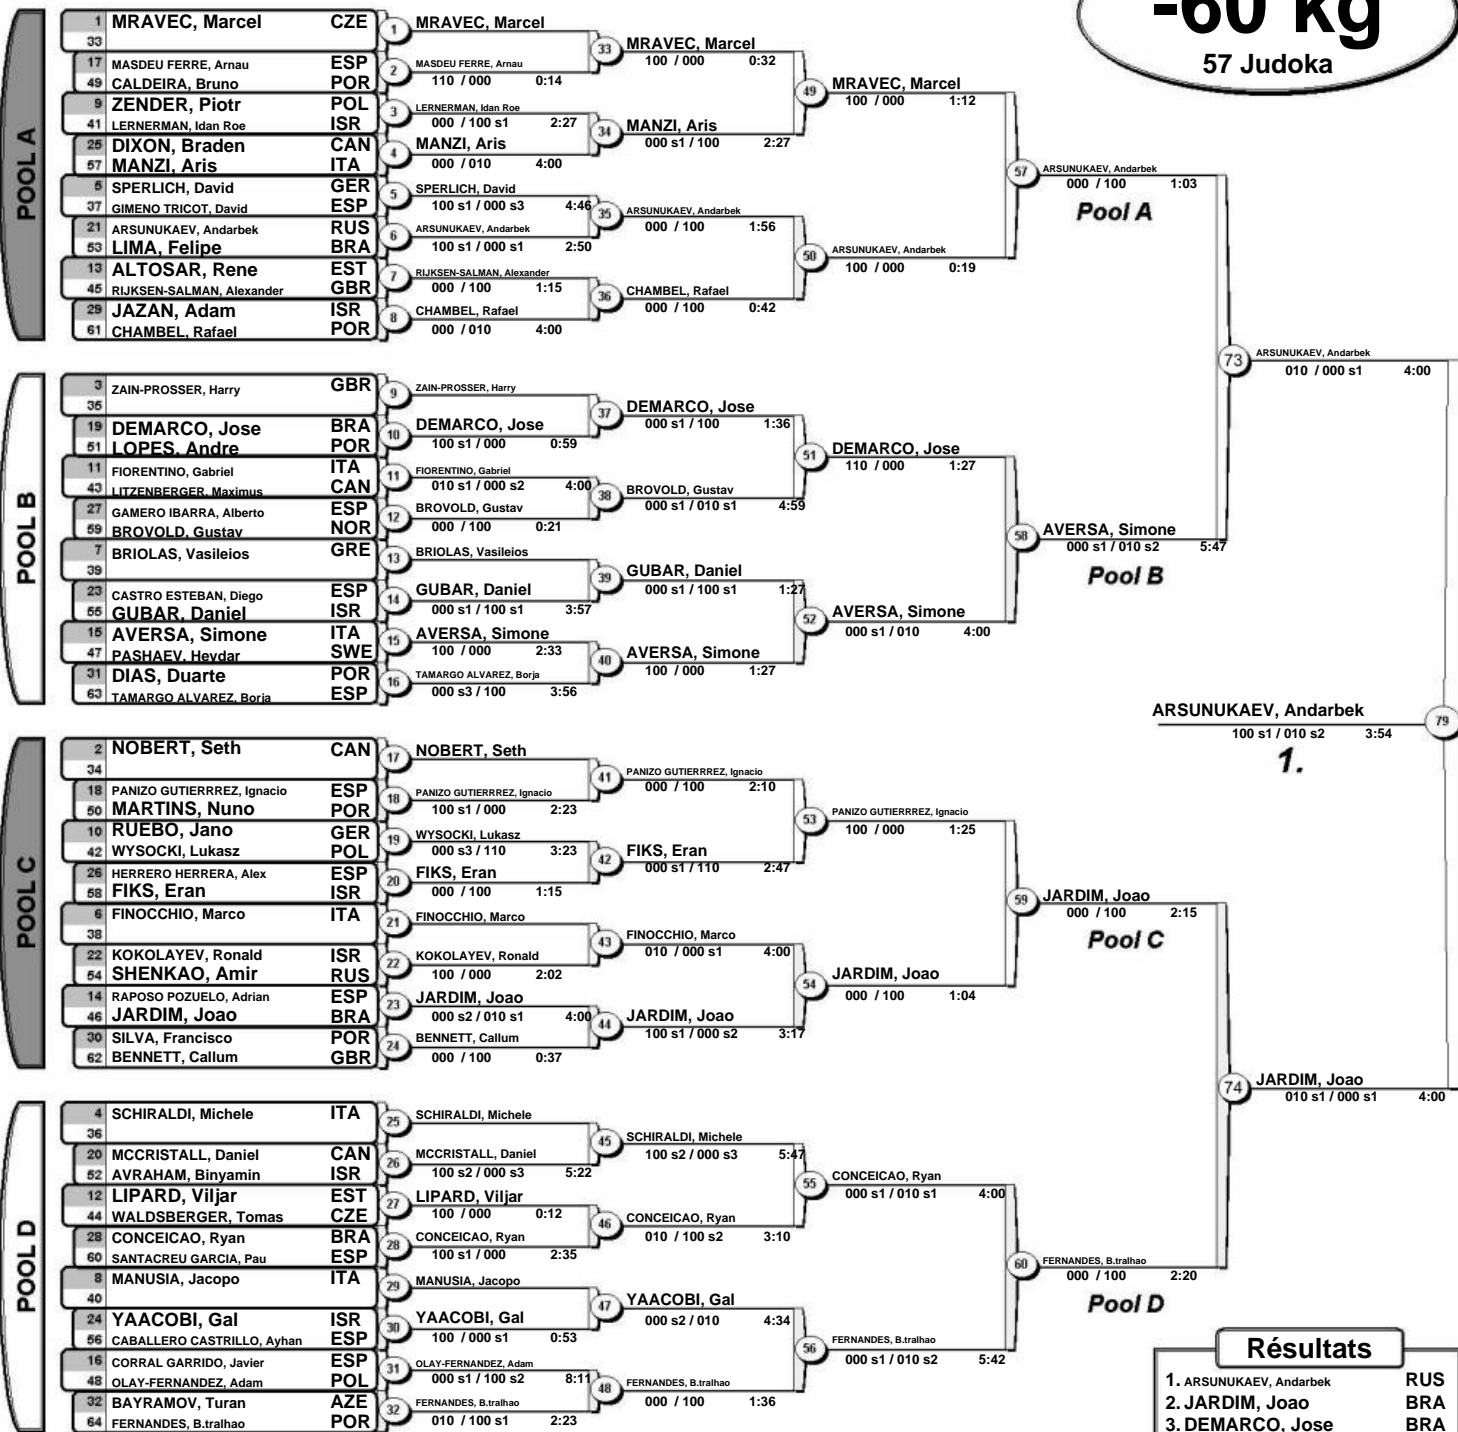 -60 kg
57 Judoka
POOL A
1 MRAVEC, Marcel CZE
33
17 MASDEU FERRE, Arnau ESP
49 CALDEIRA, Bruno POR
9 ZENDER, Piotr POL
41 LERNERMAN, Idan Roe ISR
25 DIXON, Braden CAN
57 MANZI, Aris ITA
5 SPERLICH, David GER
37 GIMENO TRICOT, David ESP
21 ARSUNUKAEV, Andarbek RUS
53 LIMA, Felipe BRA
13 ALTOSAR, Rene EST
45 RIJKSEN-SALMAN, Alexander GBR
29 JAZAN, Adam ISR
61 CHAMBEL, Rafael POR
1 MRAVEC, Marcel
2 MASDEU FERRE, Arnau
110 / 000 0:14
3 LERNERMAN, Idan Roe
000 / 100 s1 2:27
4 MANZI, Aris
000 / 010 4:00
5 SPERLICH, David
100 s1 / 000 s3 4:46
6 ARSUNUKAEV, Andarbek
100 s1 / 000 s1 2:50
7 RIJKSEN-SALMAN, Alexander
000 / 100 1:15
8 CHAMBEL, Rafael
000 / 010 4:00
33 MRAVEC, Marcel
100 / 000 0:32
34 MANZI, Aris
000 s1 / 100 2:27
35 ARSUNUKAEV, Andarbek
000 / 100 1:56
36 CHAMBEL, Rafael
000 / 100 0:42
49 MRAVEC, Marcel
100 / 000 1:12
50 ARSUNUKAEV, Andarbek
100 / 000 0:19
57 ARSUNUKAEV, Andarbek
000 / 100 1:03
Pool A
POOL B
3 ZAIN-PROSSER, Harry GBR
35
19 DEMARCO, Jose BRA
51 LOPES, Andre POR
11 FIORENTINO, Gabriel ITA
43 LITZENBERGER, Maximus CAN
27 GAMERO IBARRA, Alberto ESP
59 BROVOLD, Gustav NOR
7 BRIOLAS, Vasileios GRE
39
23 CASTRO ESTEBAN, Diego ESP
55 GUBAR, Daniel ISR
15 AVERSA, Simone ITA
47 PASHAEV, Heydar SWE
31 DIAS, Duarte POR
63 TAMARGO ALVAREZ, Borja ESP
9 ZAIN-PROSSER, Harry
10 DEMARCO, Jose
100 s1 / 000 0:59
11 FIORENTINO, Gabriel
010 s1 / 000 s2 4:00
12 BROVOLD, Gustav
000 / 100 0:21
13 BRIOLAS, Vasileios
14 GUBAR, Daniel
000 s1 / 100 s1 3:57
15 AVERSA, Simone
100 / 000 2:33
16 TAMARGO ALVAREZ, Borja
000 s3 / 100 3:56
37 DEMARCO, Jose
000 s1 / 100 1:36
38 BROVOLD, Gustav
000 s1 / 010 s1 4:59
39 GUBAR, Daniel
000 s1 / 100 s1 1:27
40 AVERSA, Simone
100 / 000 1:27
51 DEMARCO, Jose
110 / 000 1:27
52 AVERSA, Simone
000 s1 / 010 4:00
58 AVERSA, Simone
000 s1 / 010 s2 5:47
Pool B
73 ARSUNUKAEV, Andarbek
010 / 000 s1 4:00
ARSUNUKAEV, Andarbek 79
100 s1 / 010 s2 3:54
1.
POOL C
2 NOBERT, Seth CAN
34
18 PANIZO GUTIERRREZ, Ignacio ESP
50 MARTINS, Nuno POR
10 RUEBO, Jano GER
42 WYSOCKI, Lukasz POL
26 HERRERO HERRERA, Alex ESP
58 FIKS, Eran ISR
6 FINOCCHIO, Marco ITA
38
22 KOKOLAYEV, Ronald ISR
54 SHENKAO, Amir RUS
14 RAPOSO POZUELO, Adrian ESP
46 JARDIM, Joao BRA
30 SILVA, Francisco POR
62 BENNETT, Callum GBR
17 NOBERT, Seth
18 PANIZO GUTIERRREZ, Ignacio
100 s1 / 000 2:23
19 WYSOCKI, Lukasz
000 s3 / 110 3:23
20 FIKS, Eran
000 / 100 1:15
21 FINOCCHIO, Marco
22 KOKOLAYEV, Ronald
100 / 000 2:02
23 JARDIM, Joao
000 s2 / 010 s1 4:00
24 BENNETT, Callum
000 / 100 0:37
41 PANIZO GUTIERRREZ, Ignacio
000 / 100 2:10
42 FIKS, Eran
000 s1 / 110 2:47
43 FINOCCHIO, Marco
010 / 000 s1 4:00
44 JARDIM, Joao
100 s1 / 000 s2 3:17
53 PANIZO GUTIERRREZ, Ignacio
100 / 000 1:25
54 JARDIM, Joao
000 / 100 1:04
59 JARDIM, Joao
000 / 100 2:15
Pool C
POOL D
4 SCHIRALDI, Michele ITA
36
20 MCCRISTALL, Daniel CAN
52 AVRAHAM, Binyamin ISR
12 LIPARD, Viljar EST
44 WALDSBERGER, Tomas CZE
28 CONCEICAO, Ryan BRA
60 SANTACREU GARCIA, Pau ESP
8 MANUSIA, Jacopo ITA
40
24 YAACOBI, Gal ISR
56 CABALLERO CASTRILLO, Ayhan ESP
16 CORRAL GARRIDO, Javier ESP
48 OLAY-FERNANDEZ, Adam POL
32 BAYRAMOV, Turan AZE
64 FERNANDES, B.tralhao POR
25 SCHIRALDI, Michele
26 MCCRISTALL, Daniel
100 s2 / 000 s3 5:22
27 LIPARD, Viljar
100 / 000 0:12
28 CONCEICAO, Ryan
100 s1 / 000 2:35
29 MANUSIA, Jacopo
30 YAACOBI, Gal
100 / 000 s1 0:53
31 OLAY-FERNANDEZ, Adam
000 s1 / 100 s2 8:11
32 FERNANDES, B.tralhao
010 / 100 s1 2:23
45 SCHIRALDI, Michele
100 s2 / 000 s3 5:47
46 CONCEICAO, Ryan
010 / 100 s2 3:10
47 YAACOBI, Gal
000 s2 / 010 4:34
48 FERNANDES, B.tralhao
000 / 100 1:36
55 CONCEICAO, Ryan
000 s1 / 010 s1 4:00
56 FERNANDES, B.tralhao
000 s1 / 010 s2 5:42
60 FERNANDES, B.tralhao
000 / 100 2:20
Pool D
74 JARDIM, Joao
010 s1 / 000 s1 4:00
Résultats
1. ARSUNUKAEV, Andarbek RUS
2. JARDIM, Joao BRA
3. DEMARCO, Jose BRA